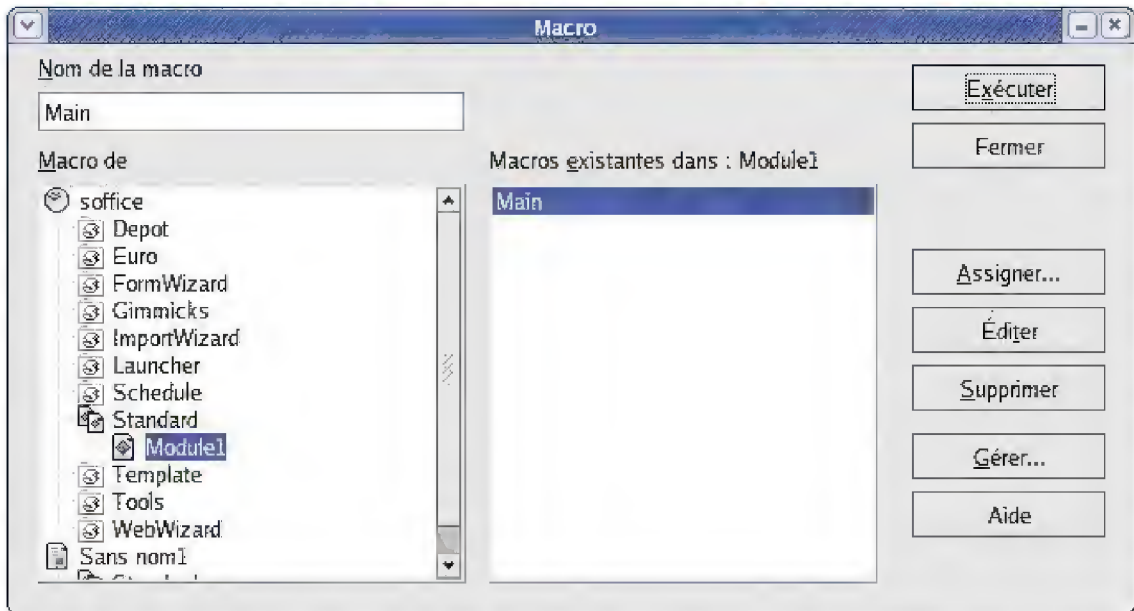 Macro
Nom de la macro
Main
Macro de
soffice
Depot
Euro
FormWizard
Gimmicks
ImportWizard
Launcher
Schedule
Standard
Module1
Template
Tools
WebWizard
Sans nom1
Macros existantes dans : Module1
Main
Exécuter
Fermer
Assigner...
Éditer
Supprimer
Gérer...
Aide